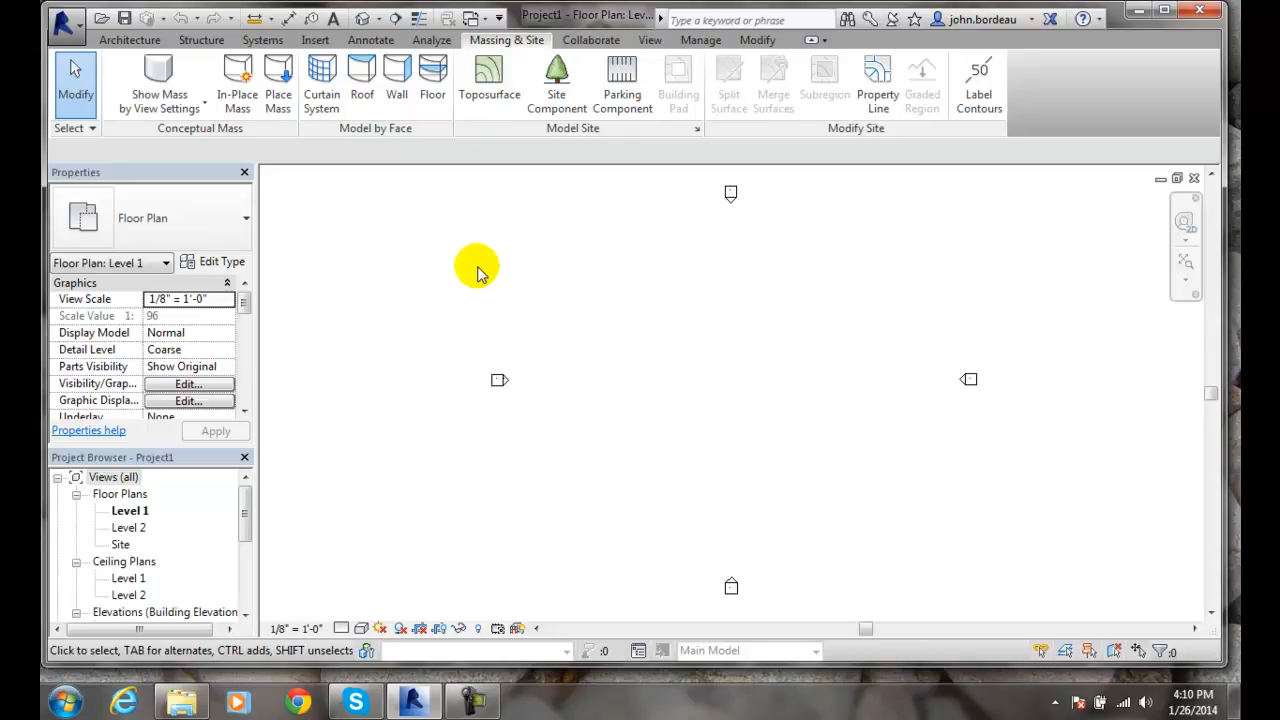 Project1 - Floor Plan: Lev...
Type a keyword or phrase
john.bordeau
Architecture Structure Systems Insert Annotate Analyze Massing & Site Collaborate View Manage Modify
Modify
Show Mass
by View Settings
In-Place
Mass
Place
Mass
Curtain
System
Roof
Wall
Floor
Toposurface
Site
Component
Parking
Component
Building
Pad
Split
Surface
Merge
Surfaces
Subregion
Property
Line
Graded
Region
50
Label
Contours
Select
Conceptual Mass
Model by Face
Model Site
Modify Site
Properties
Floor Plan
Floor Plan: Level 1
Edit Type
Graphics
View Scale 1/8" = 1'-0"
Scale Value 1: 96
Display Model Normal
Detail Level Coarse
Parts Visibility Show Original
Visibility/Grap... Edit...
Graphic Displa... Edit...
Underlay None
Properties help
Apply
Project Browser - Project1
Views (all)
Floor Plans
Level 1
Level 2
Site
Ceiling Plans
Level 1
Level 2
Elevations (Building Elevation
2D
1/8" = 1'-0"
Click to select, TAB for alternates, CTRL adds, SHIFT unselects
:0
Main Model
:0
4:10 PM
1/26/2014